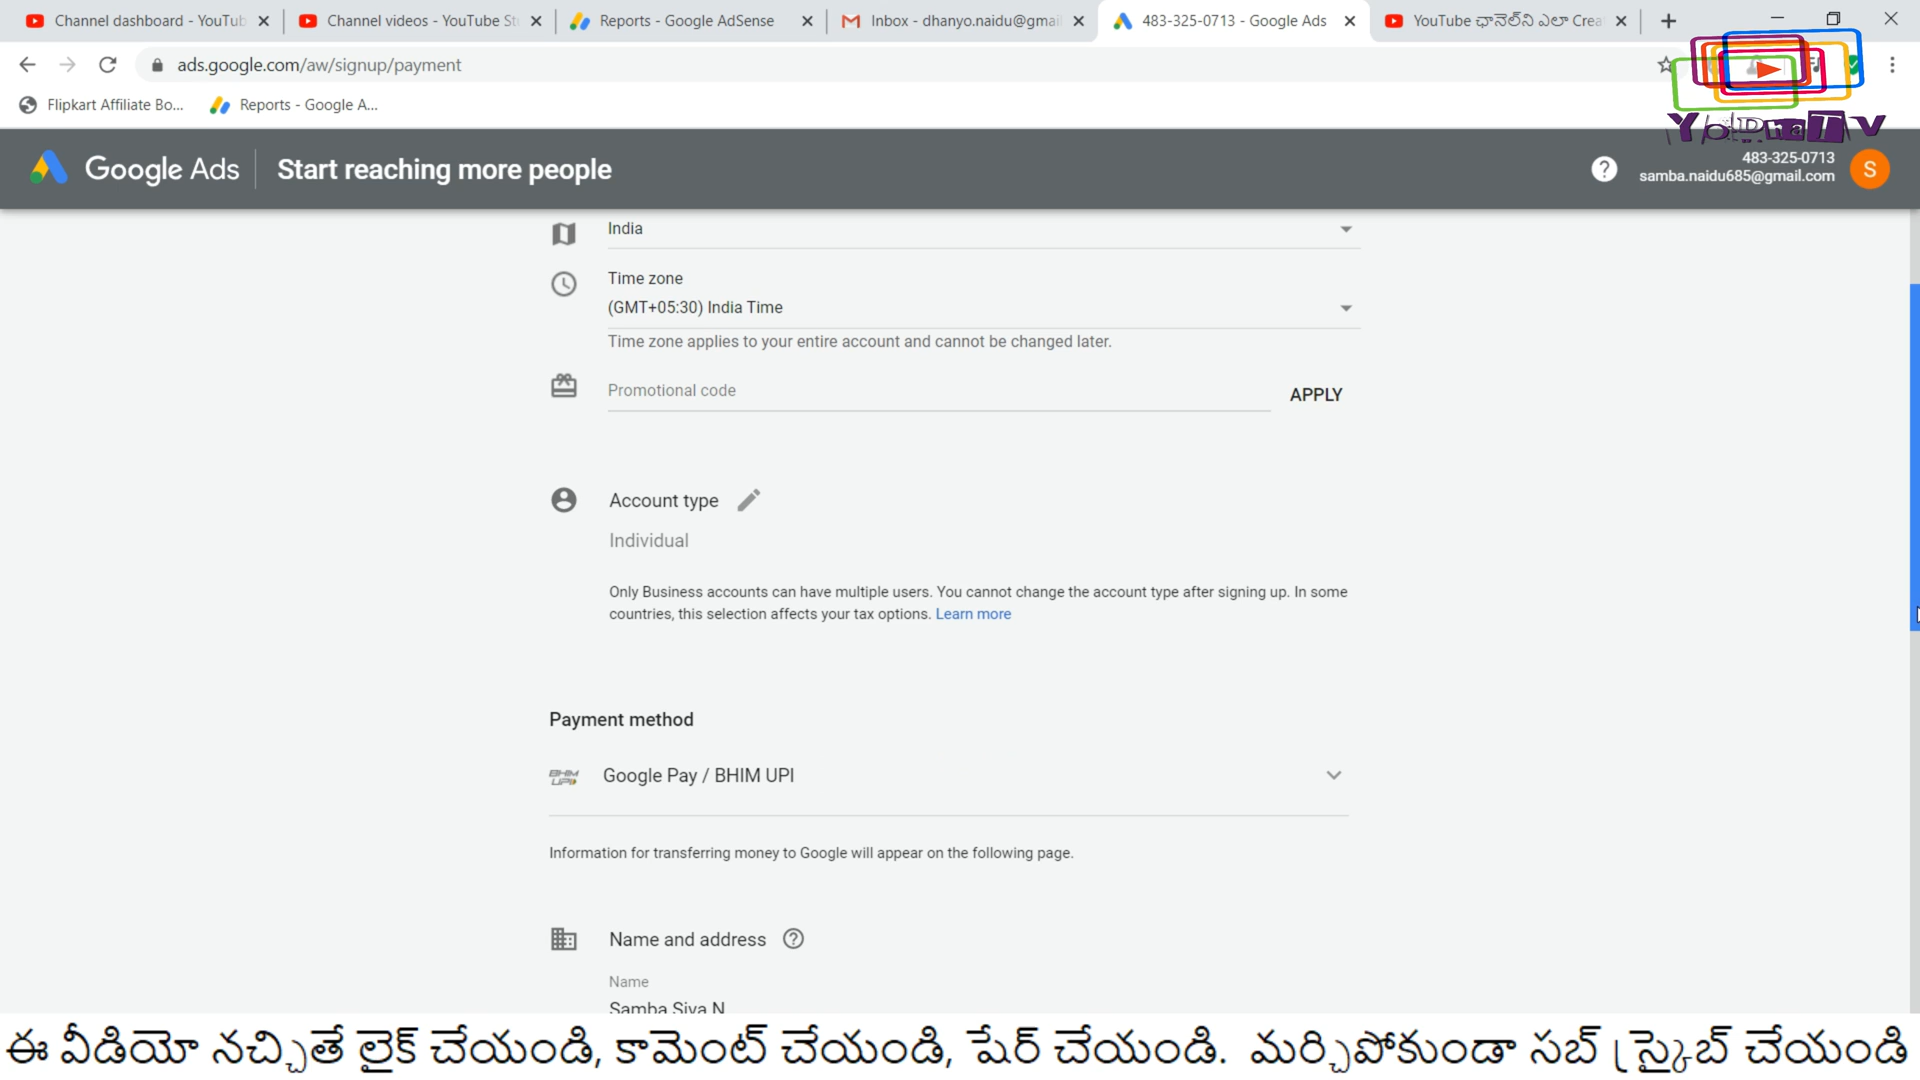 Channel dashboard - YouTub
Channel videos - YouTube Stu
Reports - Google AdSense
Inbox - dhanyo.naidu@gmail
483-325-0713 - Google Ads
YouTube ఛానెల్‌ని ఎలా Crea
ads.google.com/aw/signup/payment
Flipkart Affiliate Bo...
Reports - Google A...
Google Ads
Start reaching more people
483-325-0713
samba.naidu685@gmail.com
S
India
Time zone
(GMT+05:30) India Time
Time zone applies to your entire account and cannot be changed later.
Promotional code
APPLY
Account type
Individual
Only Business accounts can have multiple users. You cannot change the account type after signing up. In some
countries, this selection affects your tax options. Learn more
Payment method
BHIM
UPI
Google Pay / BHIM UPI
Information for transferring money to Google will appear on the following page.
Name and address
Name
Samba Siva N
ఈ వీడియో నచ్చితే లైక్ చేయండి, కామెంట్ చేయండి, షేర్ చేయండి. మర్చిపోకుండా సబ్ స్క్రైబ్ చేయండి